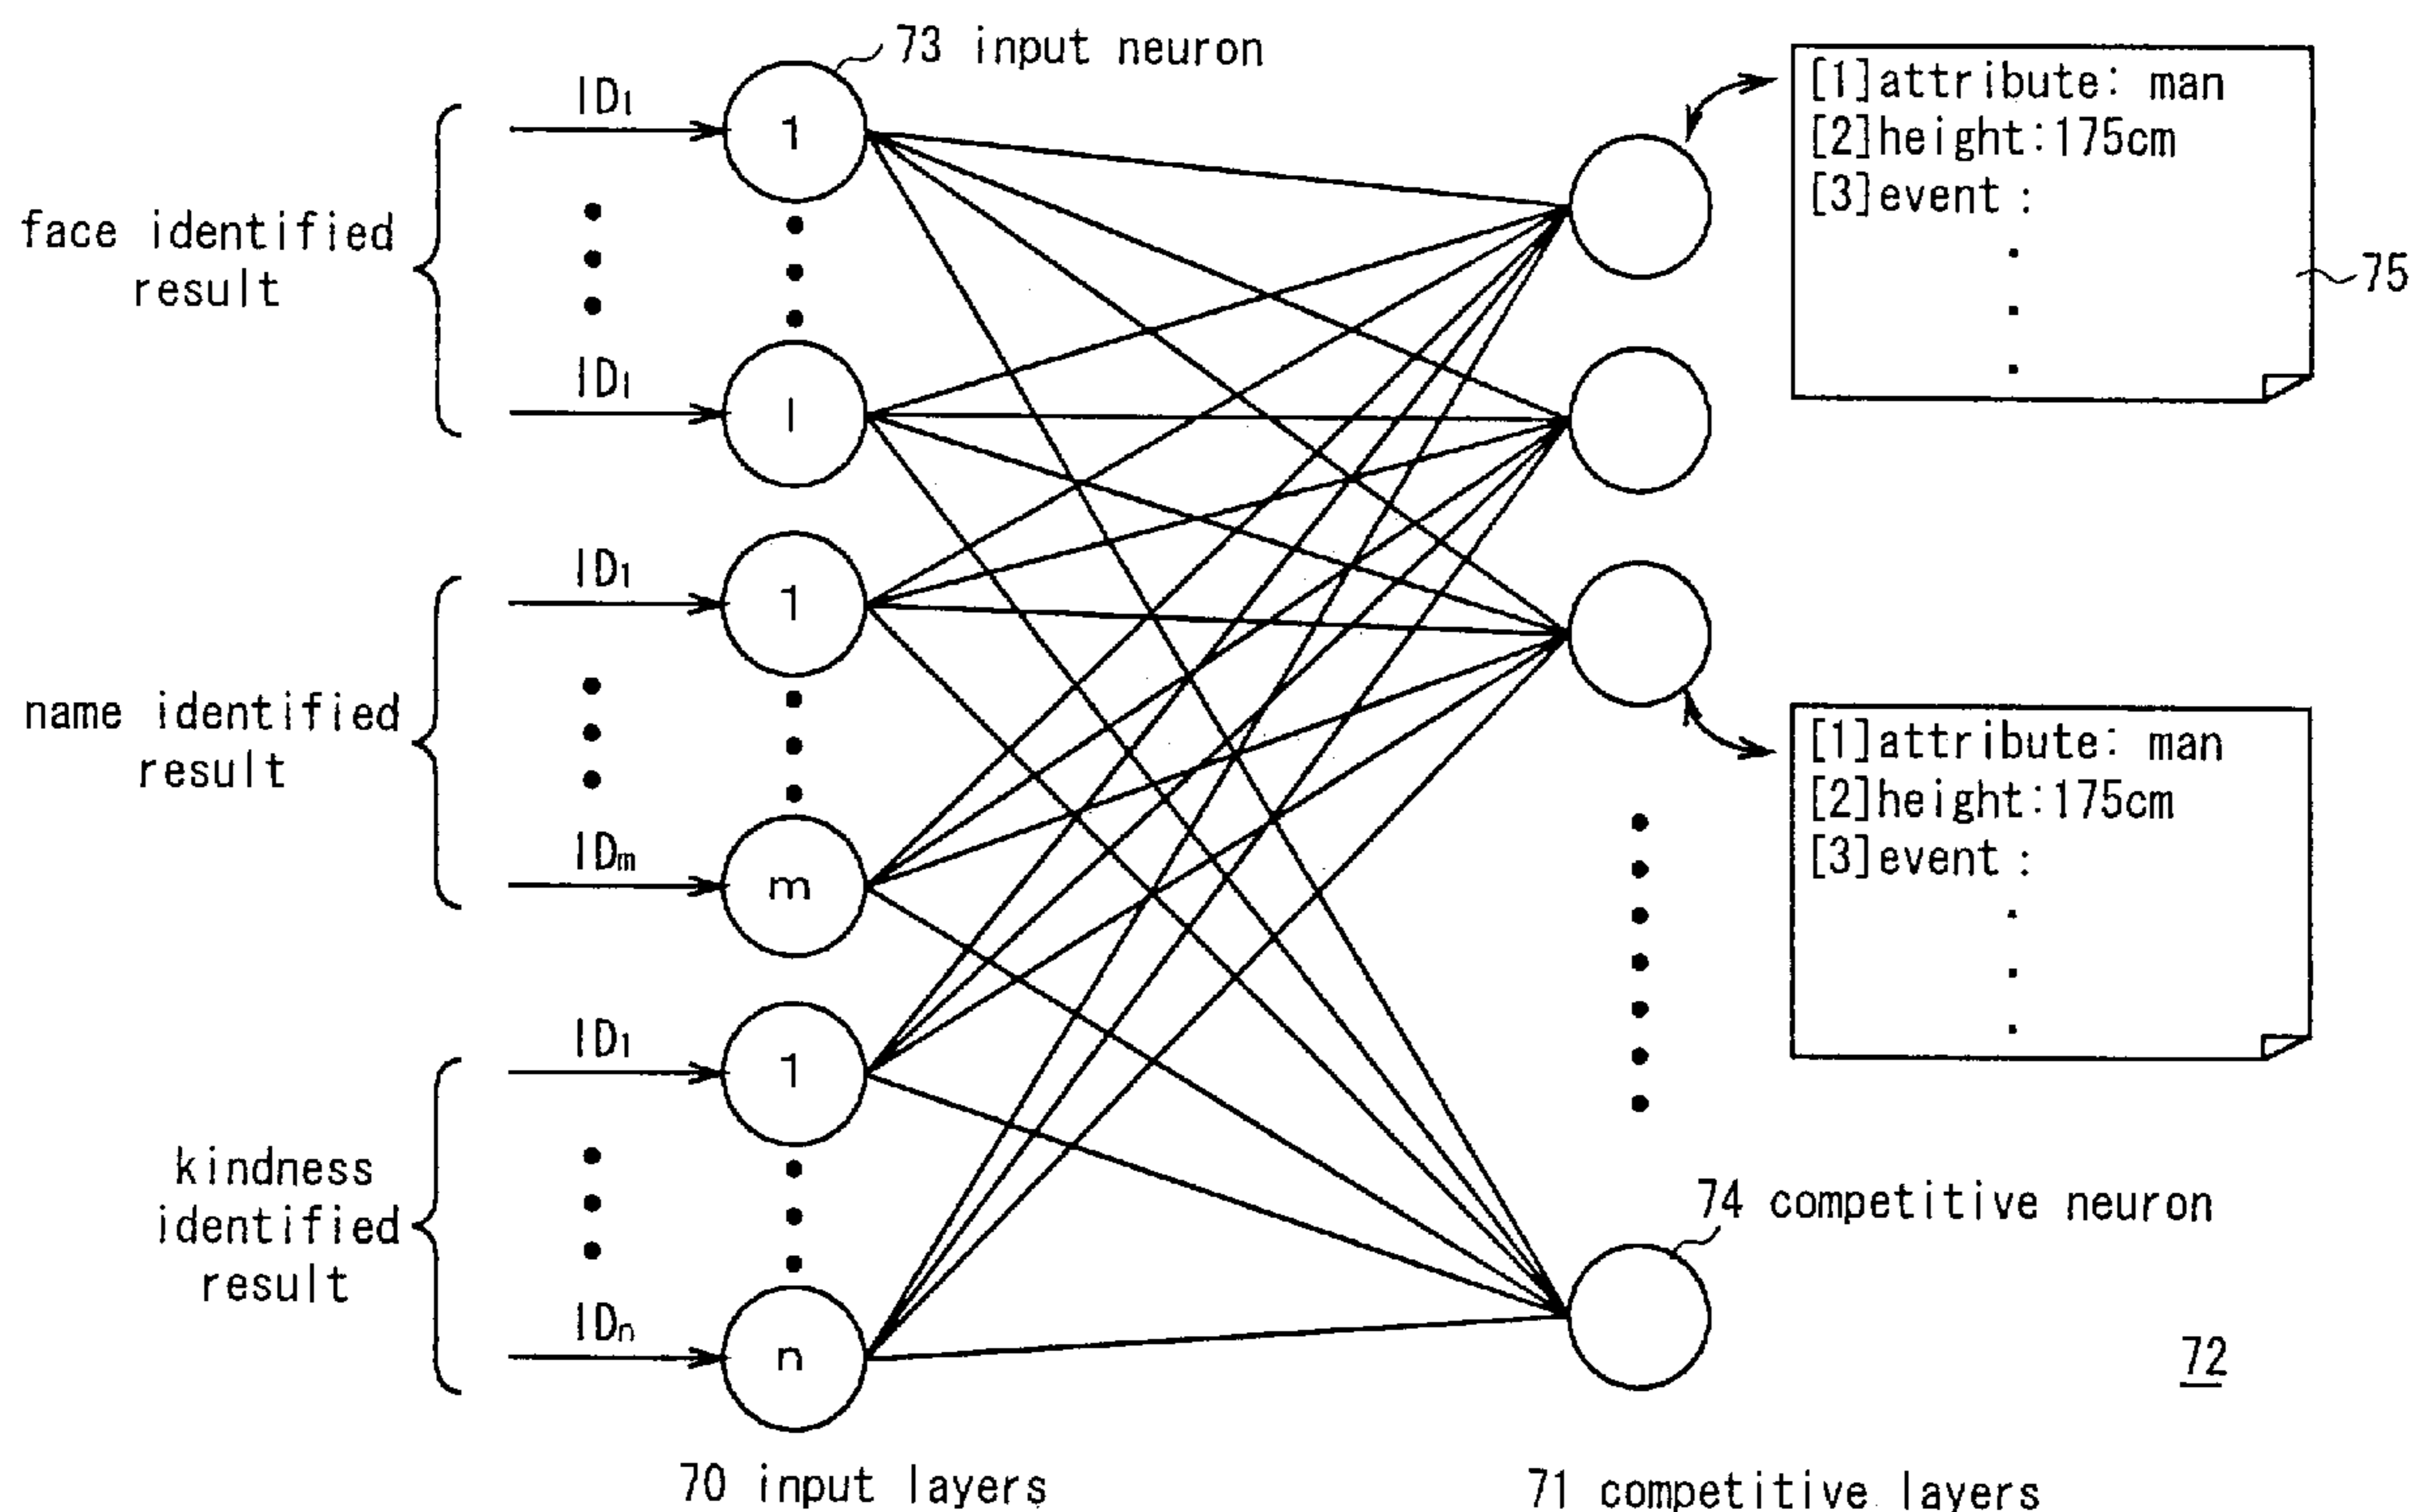 73 input neuron
ID1
1
face identified
result
IDl
l
ID1
1
name identified
result
IDm
m
ID1
1
kindness
identified
result
IDn
n
70 input layers
[1]attribute: man
[2]height:175cm
[3]event :
75
[1]attribute: man
[2]height:175cm
[3]event :
74 competitive neuron
72
71 competitive layers